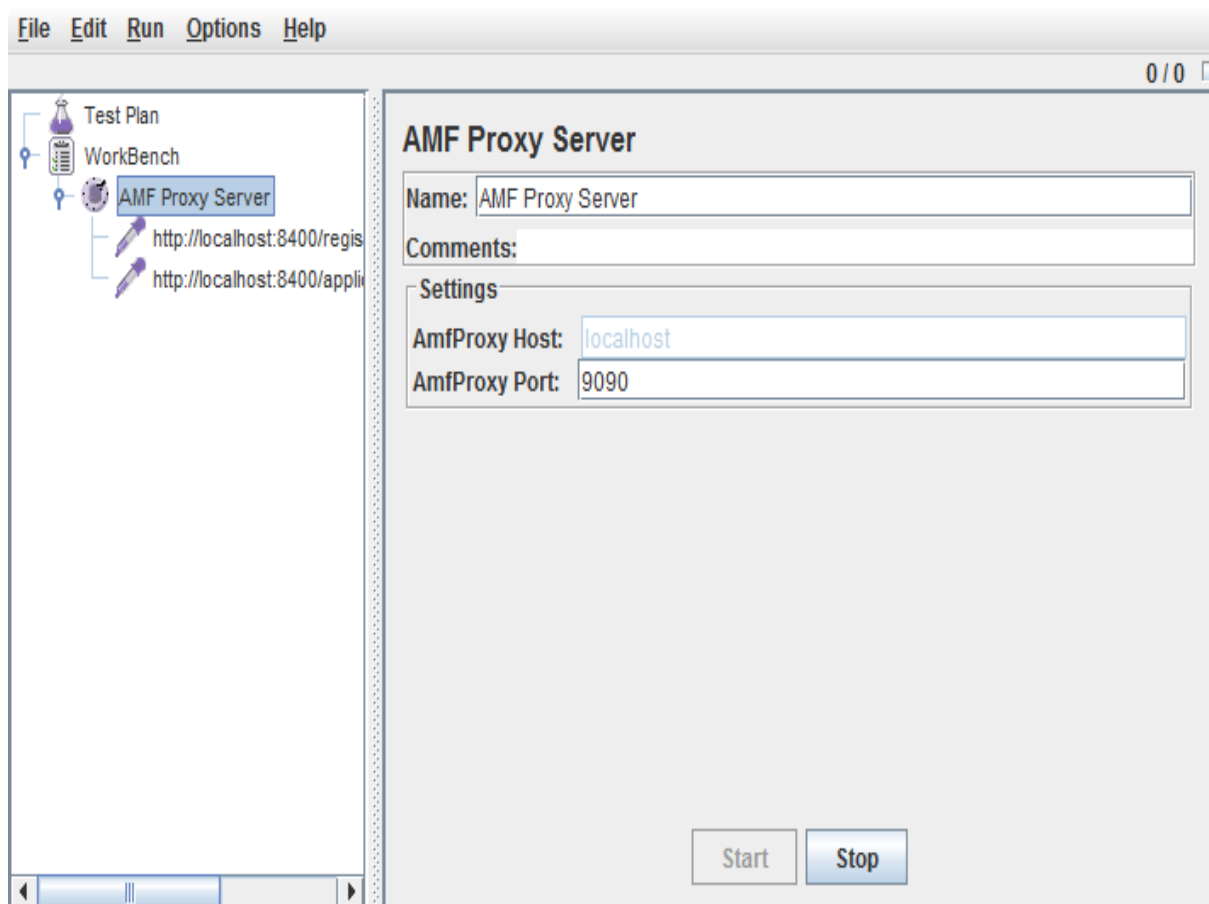 File Edit Run Options Help
0 / 0
Test Plan
WorkBench
AMF Proxy Server
http://localhost:8400/regis
http://localhost:8400/appli
AMF Proxy Server
Name: AMF Proxy Server
Comments:
Settings
AmfProxy Host: localhost
AmfProxy Port: 9090
Start Stop